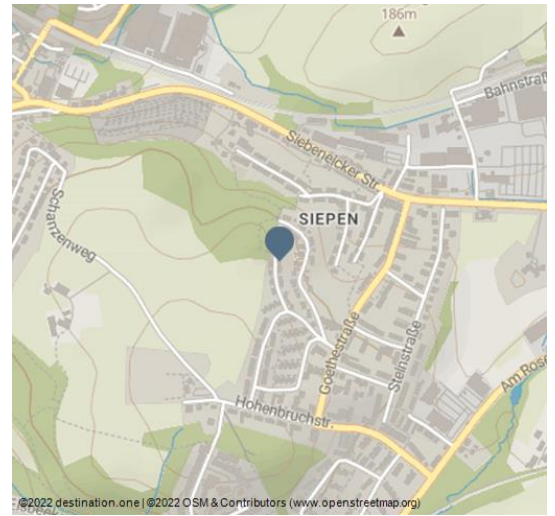 186m
Bahnstraße
Siebeneicker Str.
SIEPEN
Schanzenweg
Goethestraße
Steinstraße
Am Rose
Hohenbruchstr.
©2022 destination.one | ©2022 OSM & Contributors (www.openstreetmap.org)